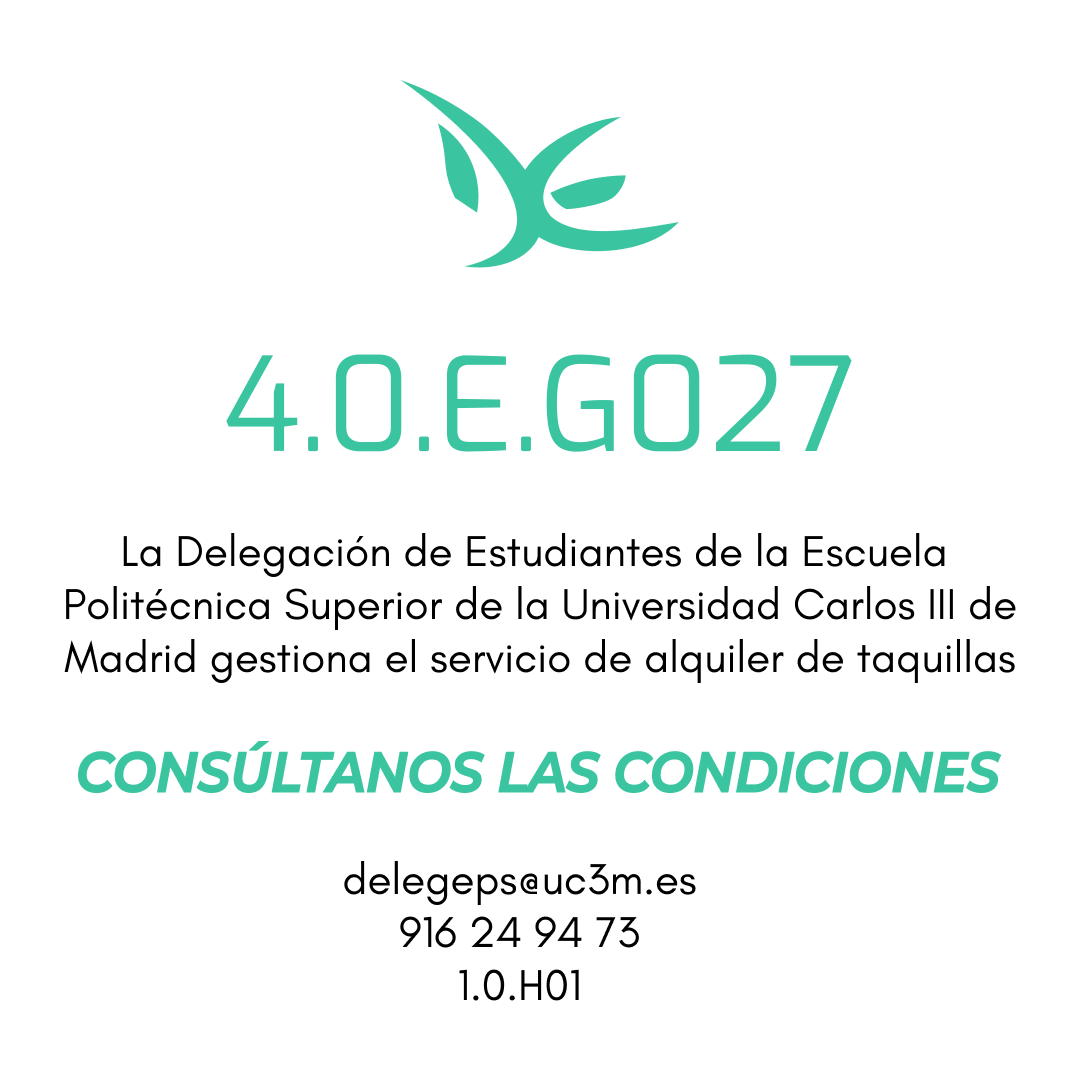 4.0.E.G027
La Delegación de Estudiantes de la Escuela
Politécnica Superior de la Universidad Carlos III de
Madrid gestiona el servicio de alquiler de taquillas
CONSÚLTANOS LAS CONDICIONES
delegeps@uc3m.es
916 24 94 73
1.0.H01